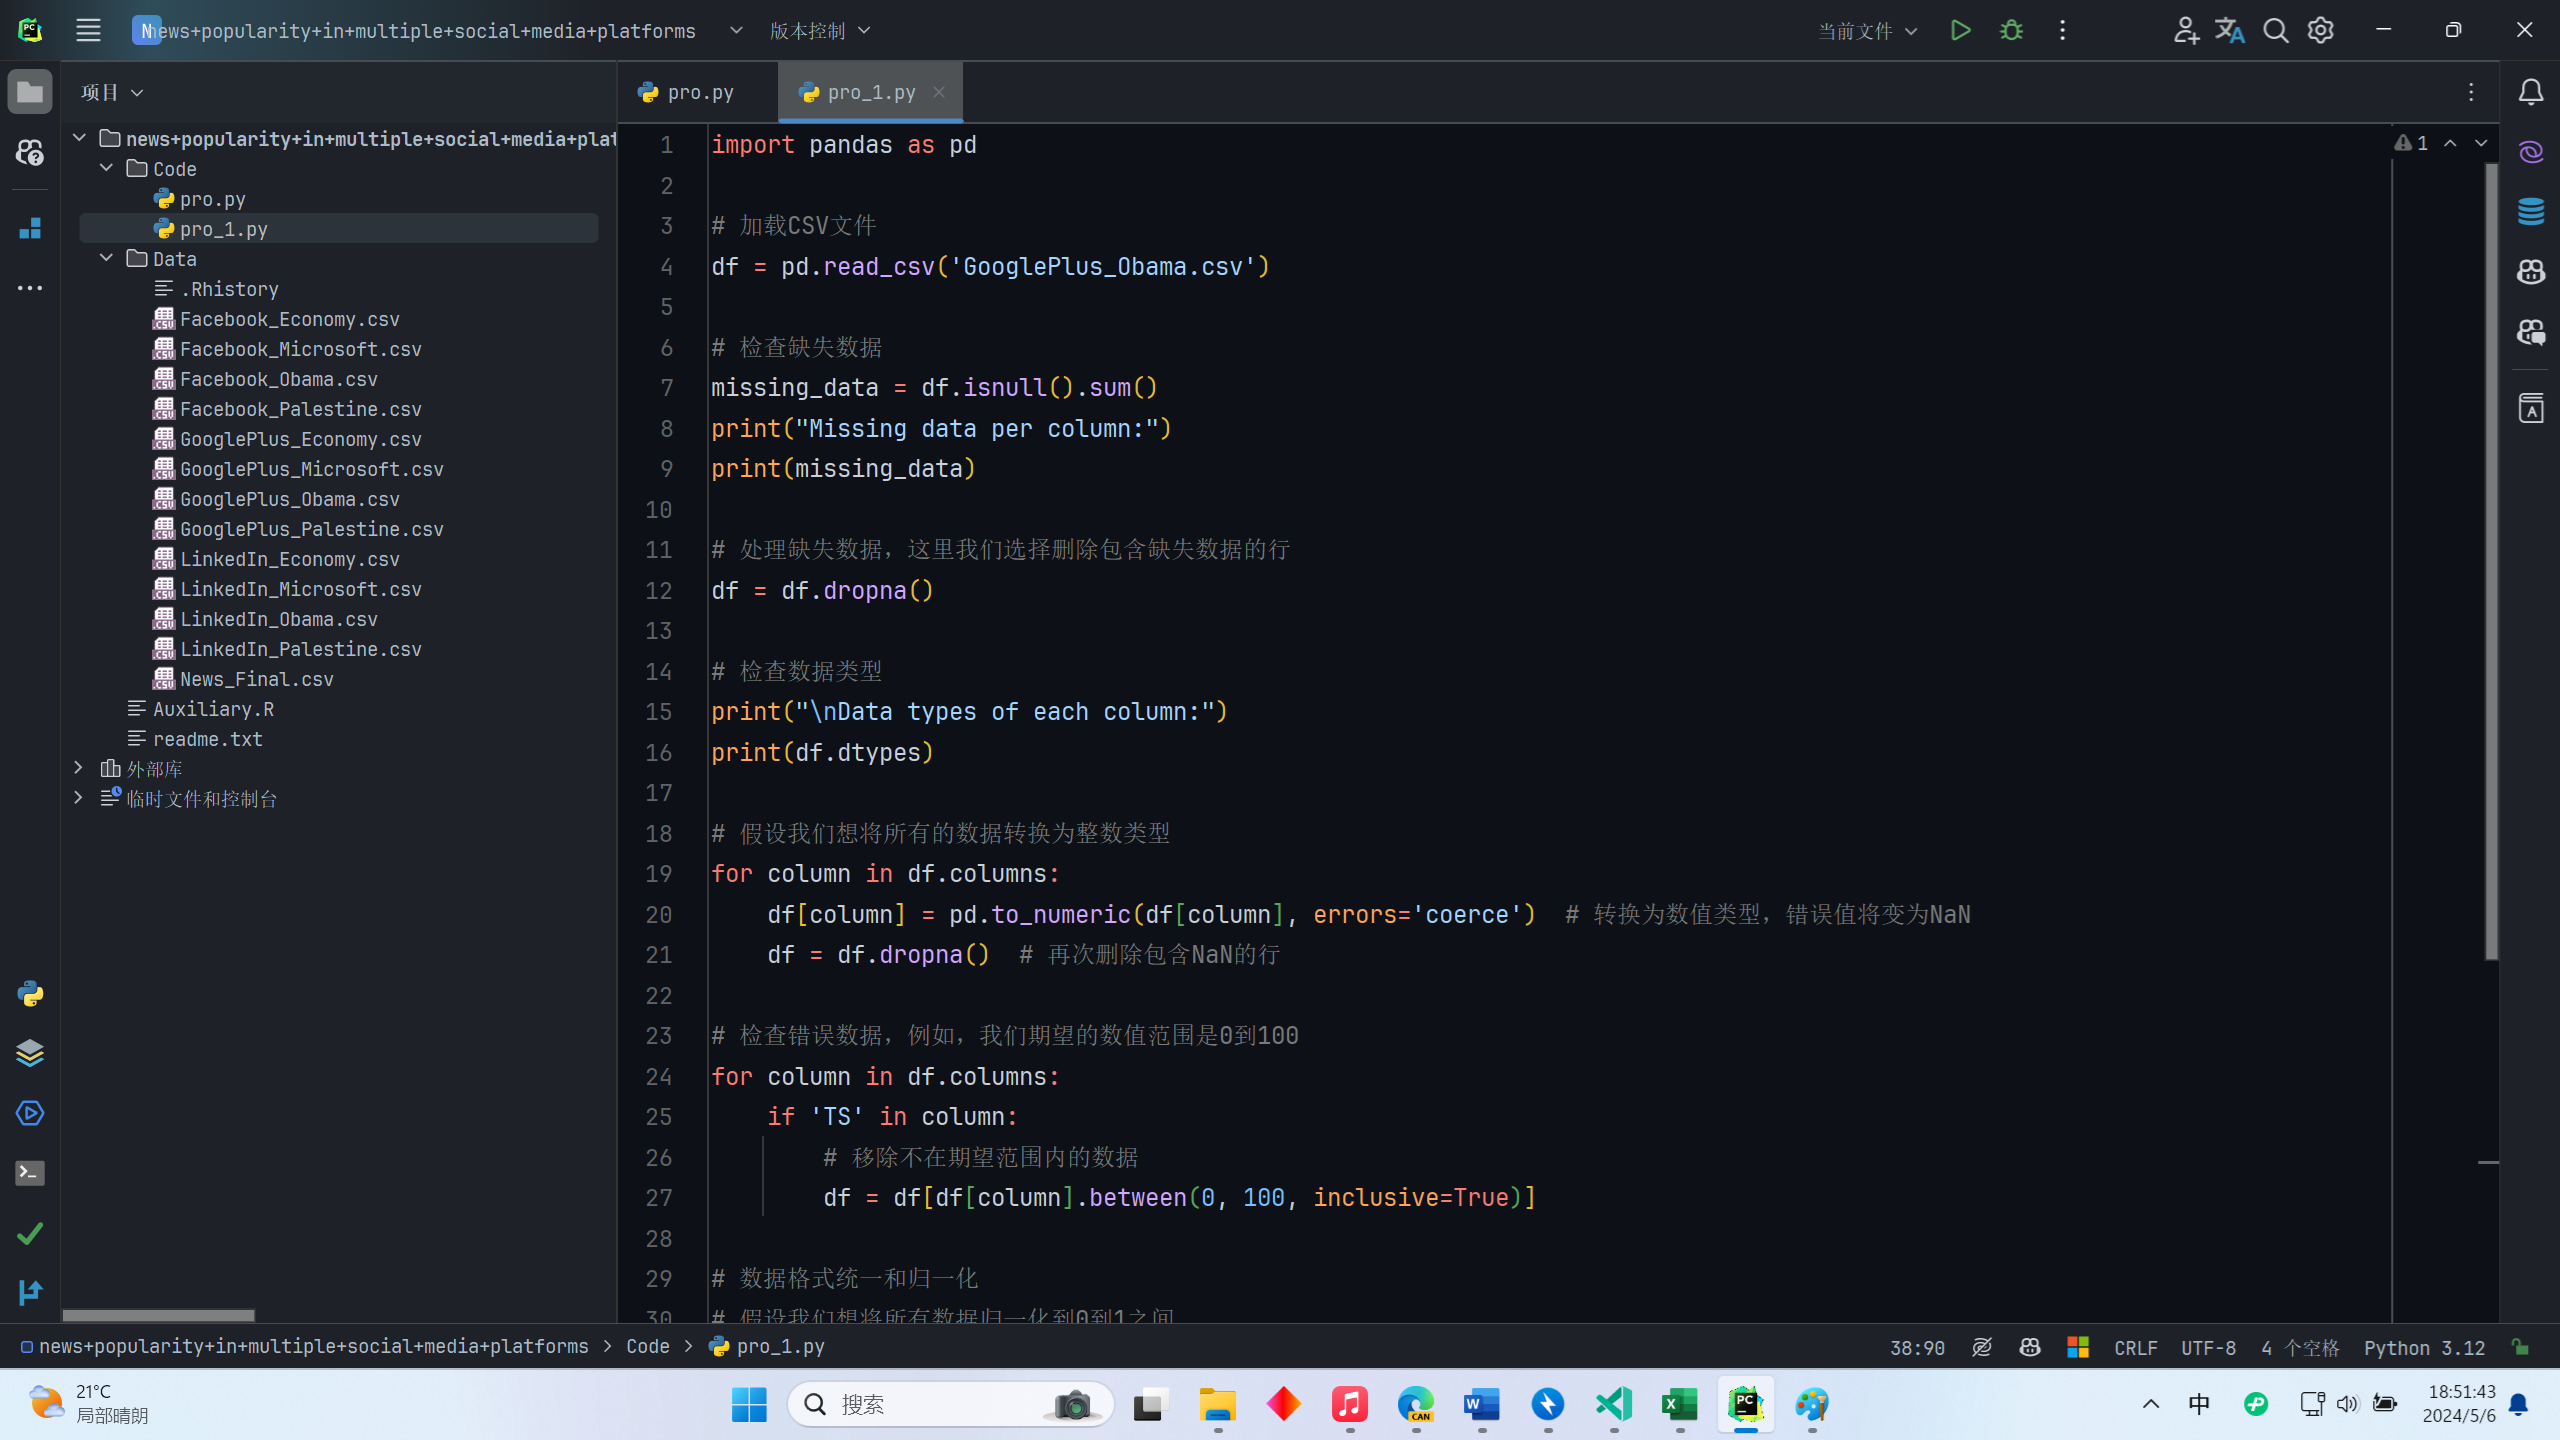 news+popularity+in+multiple+social+media+platforms
版本控制
当前文件
项目
pro.py
pro_1.py
news+popularity+in+multiple+social+media+plat
Code
pro.py
pro_1.py
Data
.Rhistory
Facebook_Economy.csv
Facebook_Microsoft.csv
Facebook_Obama.csv
Facebook_Palestine.csv
GooglePlus_Economy.csv
GooglePlus_Microsoft.csv
GooglePlus_Obama.csv
GooglePlus_Palestine.csv
LinkedIn_Economy.csv
LinkedIn_Microsoft.csv
LinkedIn_Obama.csv
LinkedIn_Palestine.csv
News_Final.csv
Auxiliary.R
readme.txt
外部库
临时文件和控制台
1 import pandas as pd
2
3 # 加载CSV文件
4 df = pd.read_csv('GooglePlus_Obama.csv')
5
6 # 检查缺失数据
7 missing_data = df.isnull().sum()
8 print("Missing data per column:")
9 print(missing_data)
10
11 # 处理缺失数据，这里我们选择删除包含缺失数据的行
12 df = df.dropna()
13
14 # 检查数据类型
15 print("\nData types of each column:")
16 print(df.dtypes)
17
18 # 假设我们想将所有的数据转换为整数类型
19 for column in df.columns:
20     df[column] = pd.to_numeric(df[column], errors='coerce')  # 转换为数值类型，错误值将变为NaN
21     df = df.dropna()  # 再次删除包含NaN的行
22
23 # 检查错误数据，例如，我们期望的数值范围是0到100
24 for column in df.columns:
25     if 'TS' in column:
26         # 移除不在期望范围内的数据
27         df = df[df[column].between(0, 100, inclusive=True)]
28
29 # 数据格式统一和归一化
30 # 假设我们想将所有数据归一化到0到1之间
1
news+popularity+in+multiple+social+media+platforms > Code > pro_1.py
38:90
CRLF
UTF-8
4 个空格
Python 3.12
21°C
局部晴朗
搜索
中
18:51:43
2024/5/6